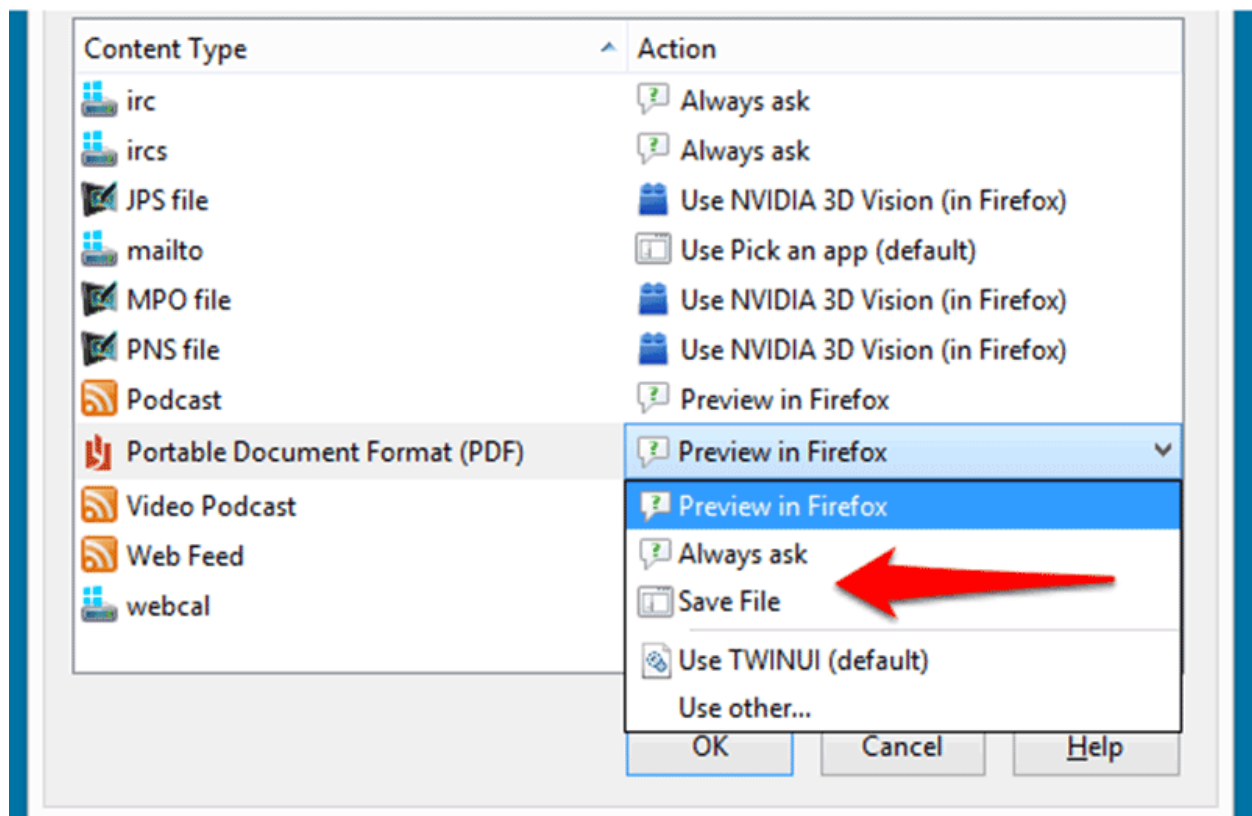 Content Type Action
irc Always ask
ircs Always ask
JPS file Use NVIDIA 3D Vision (in Firefox)
mailto Use Pick an app (default)
MPO file Use NVIDIA 3D Vision (in Firefox)
PNS file Use NVIDIA 3D Vision (in Firefox)
Podcast Preview in Firefox
Portable Document Format (PDF) Preview in Firefox
Video Podcast Preview in Firefox
Web Feed Always ask
webcal Save File
Use TWINUI (default)
Use other...
OK Cancel Help